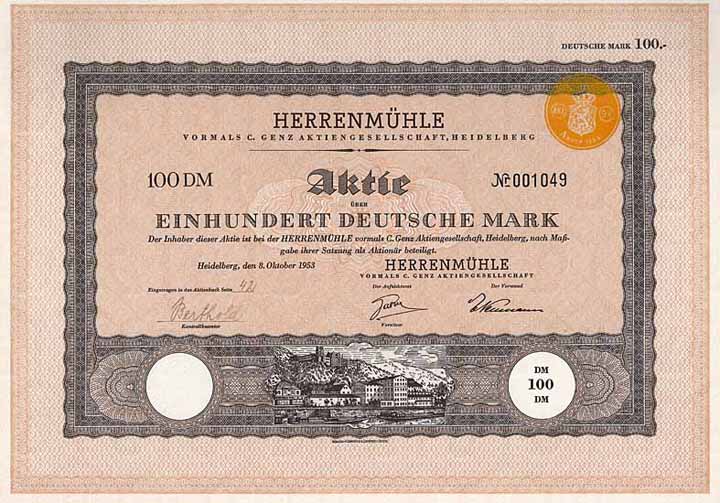 DEUTSCHE MARK 100.-
HERRENMÜHLE
VORMALS C. GENZ AKTIENGESELLSCHAFT, HEIDELBERG
100 DM
Aktie
№ 001049
ÜBER
EINHUNDERT DEUTSCHE MARK
Der Inhaber dieser Aktie ist bei der HERRENMÜHLE vormals C. Genz Aktiengesellschaft, Heidelberg, nach Maß-
gabe ihrer Satzung als Aktionär beteiligt.
Heidelberg, den 8. Oktober 1953
HERRENMÜHLE
VORMALS C. GENZ AKTIENGESELLSCHAFT
Eingetragen in das Aktienbuch Seite 42
Der Aufsichtsrat
Der Vorstand
Berthold
Kontrollbeamter
Vorsitzer
DM
100
DM